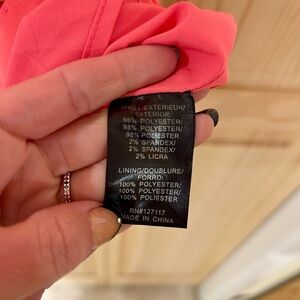 SHELL/EXTERIEUR/
EXTERIOR:
98% POLYESTER/
98% POLYESTER/
98% POLIESTER
2% SPANDEX/
2% SPANDEX/
2% LICRA
LINING/DOUBLURE/
FORRO:
100% POLYESTER/
100% POLYESTER/
100% POLIESTER
RN#127117
MADE IN CHINA